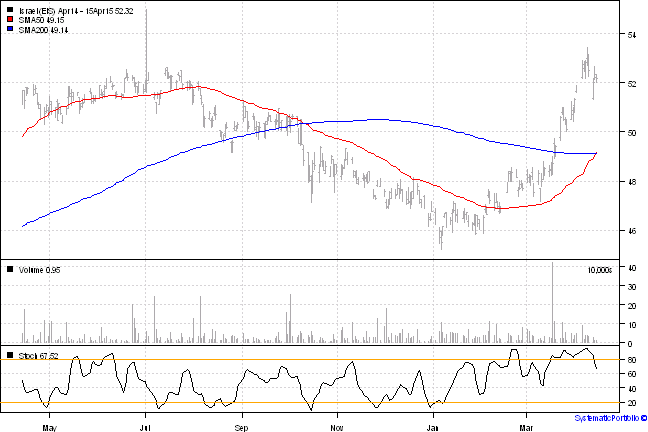 Israel (EIS) Apr14 - 15Apr15 52.32
SMA50 49.15
SMA200 49.14
54
52
50
48
46
Volume 0.95
10,000s
40
30
20
10
0
Stoch 67.52
80
60
40
20
May
Jul
Sep
Nov
Jan
Mar
SystematicPortfolio ©